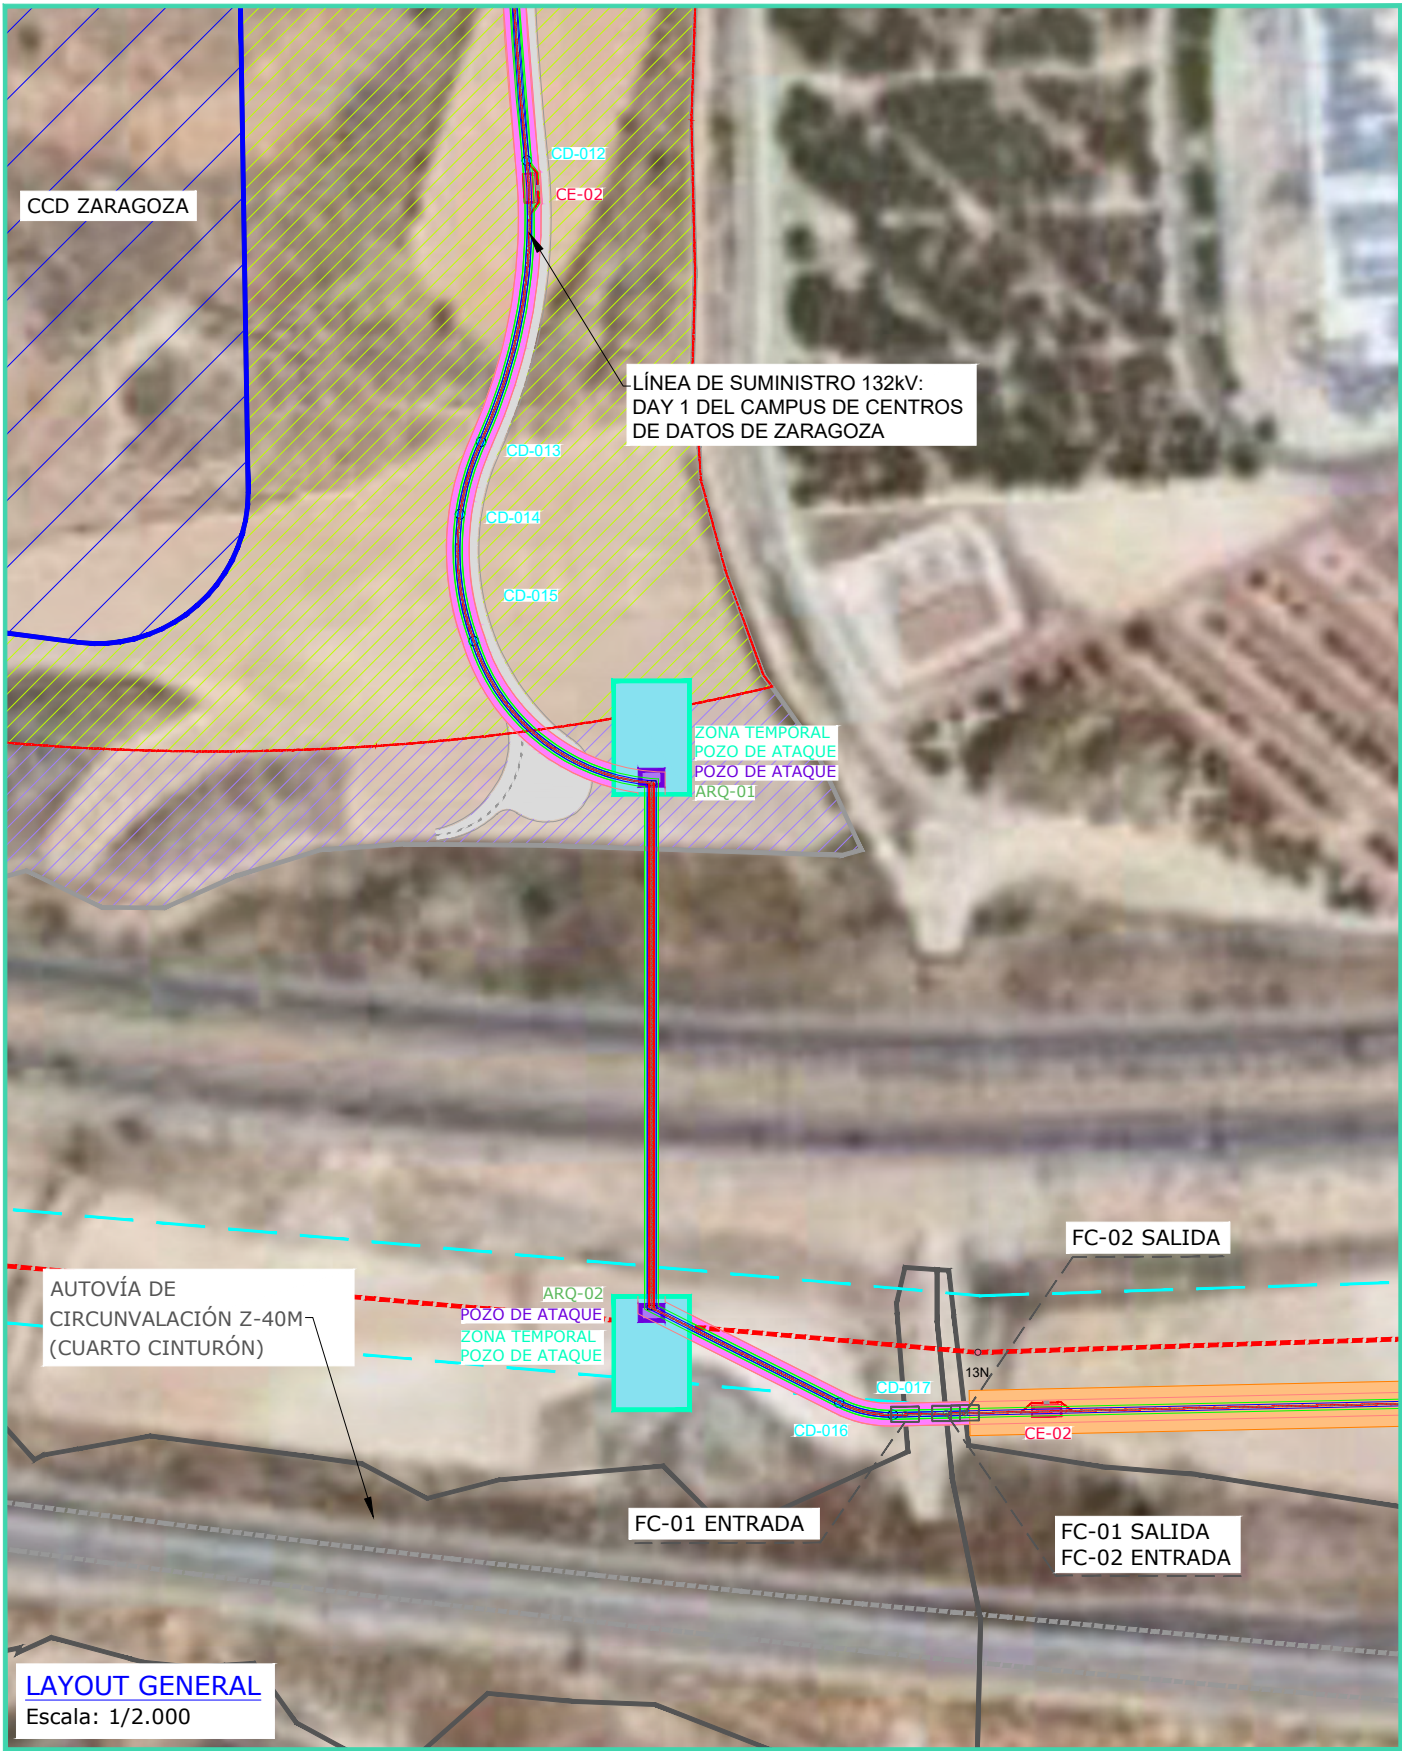 CD-012
CE-02
CCD ZARAGOZA
LÍNEA DE SUMINISTRO 132kV:
DAY 1 DEL CAMPUS DE CENTROS
DE DATOS DE ZARAGOZA
CD-013
CD-014
CD-015
ZONA TEMPORAL
POZO DE ATAQUE
POZO DE ATAQUE
ARQ-01
FC-02 SALIDA
AUTOVÍA DE
CIRCUNVALACIÓN Z-40M
(CUARTO CINTURÓN)
ARQ-02
POZO DE ATAQUE
ZONA TEMPORAL
POZO DE ATAQUE
13N
CD-017
CD-016
CE-02
FC-01 ENTRADA
FC-01 SALIDA
FC-02 ENTRADA
LAYOUT GENERAL
Escala: 1/2.000